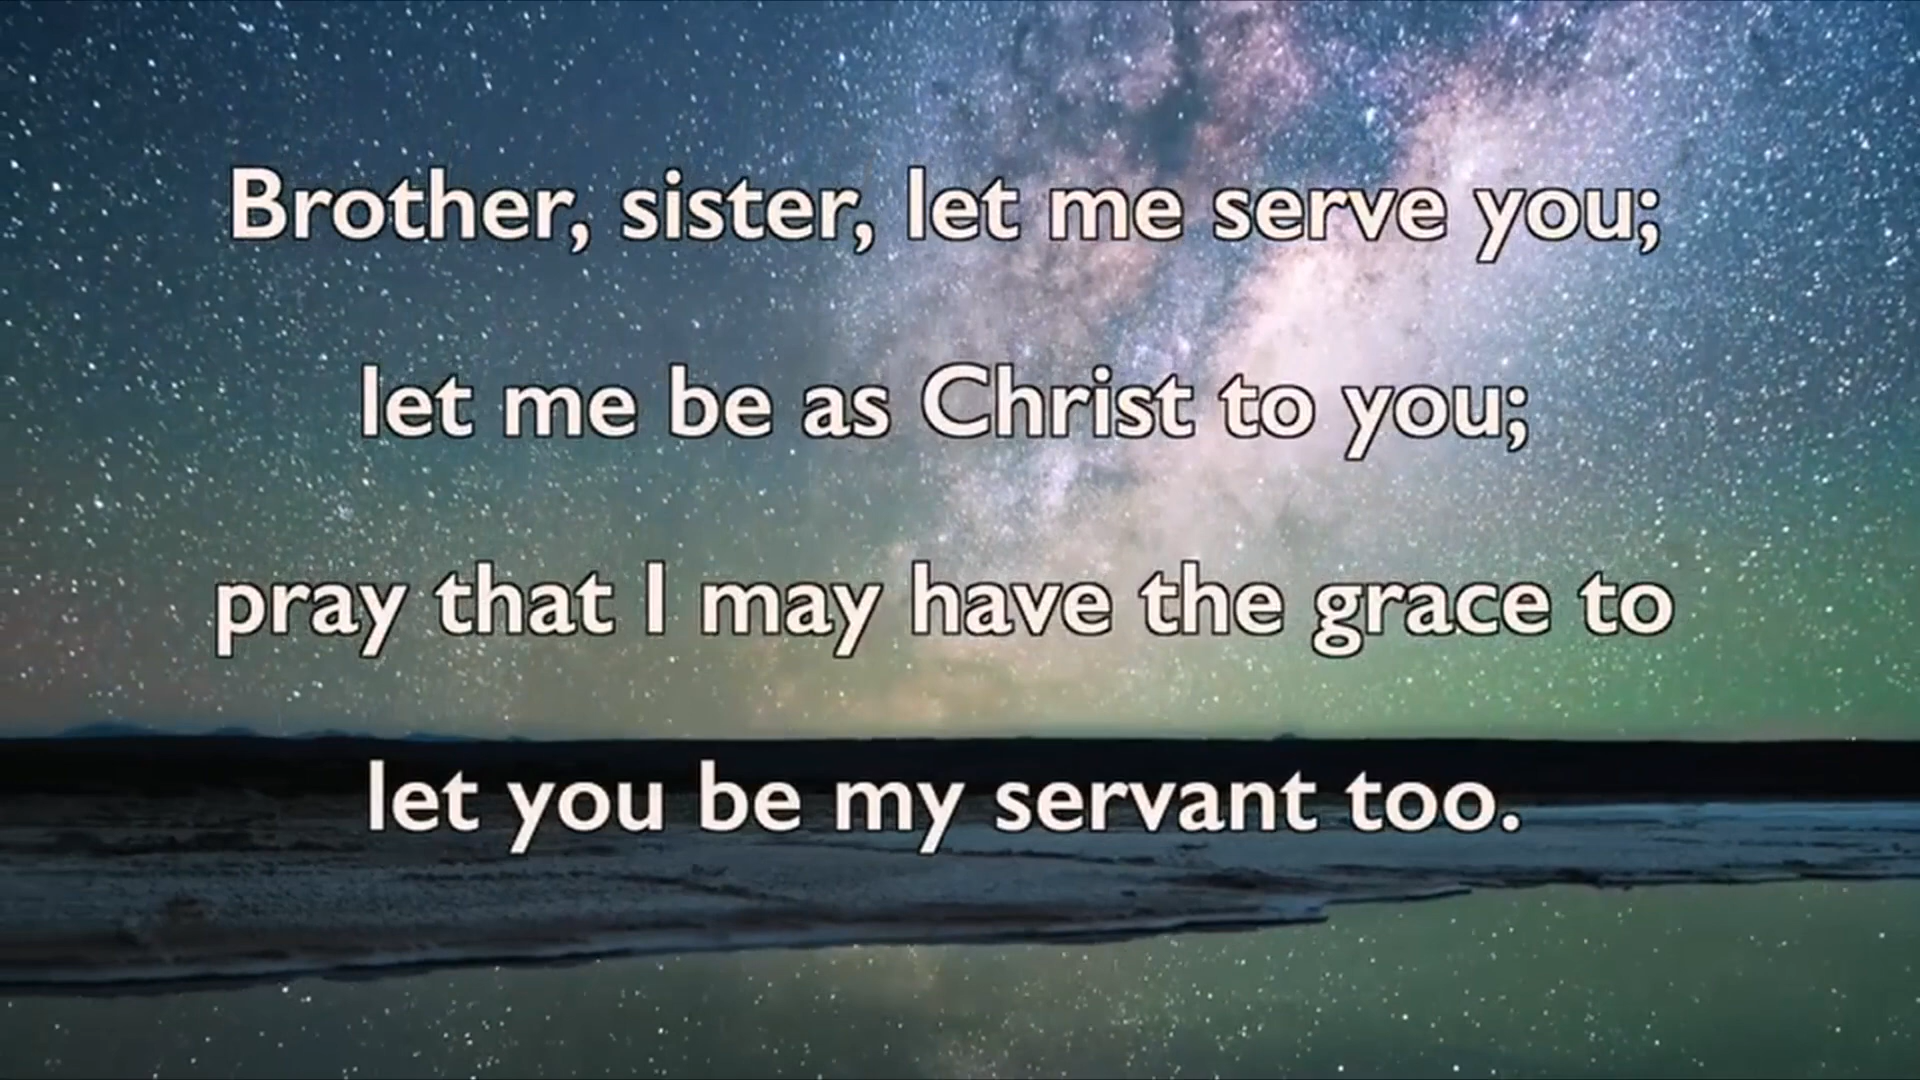 Brother, sister, let me serve you;
let me be as Christ to you;
pray that I may have the grace to
let you be my servant too.